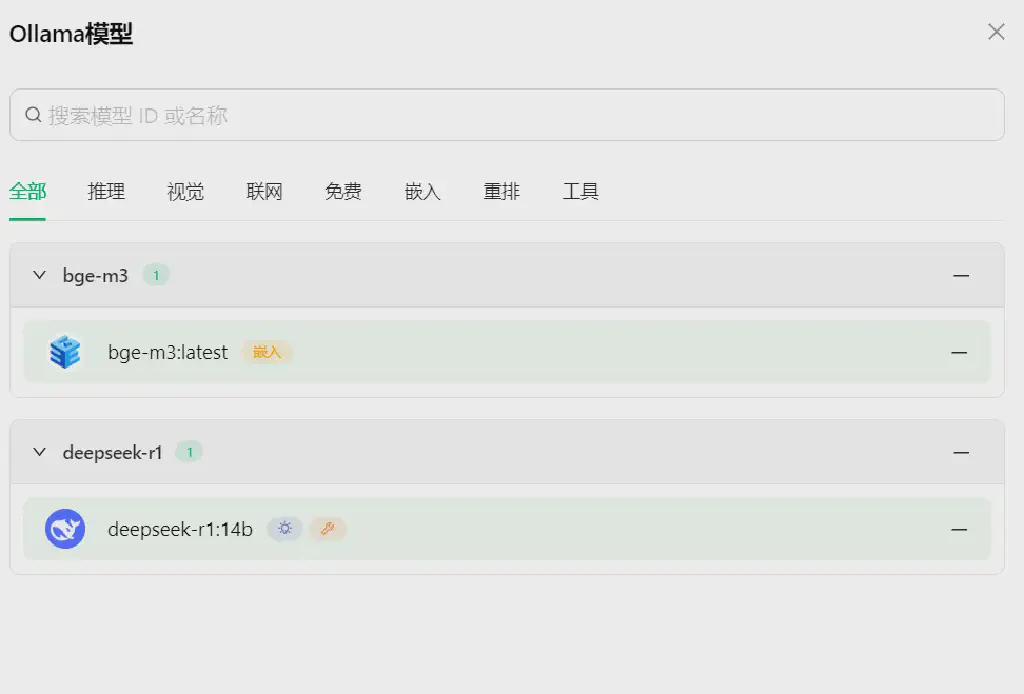 Ollama模型
搜索模型 ID 或名称
全部 推理 视觉 联网 免费 嵌入 重排 工具
bge-m3 1
bge-m3:latest 嵌入
deepseek-r1 1
deepseek-r1:14b